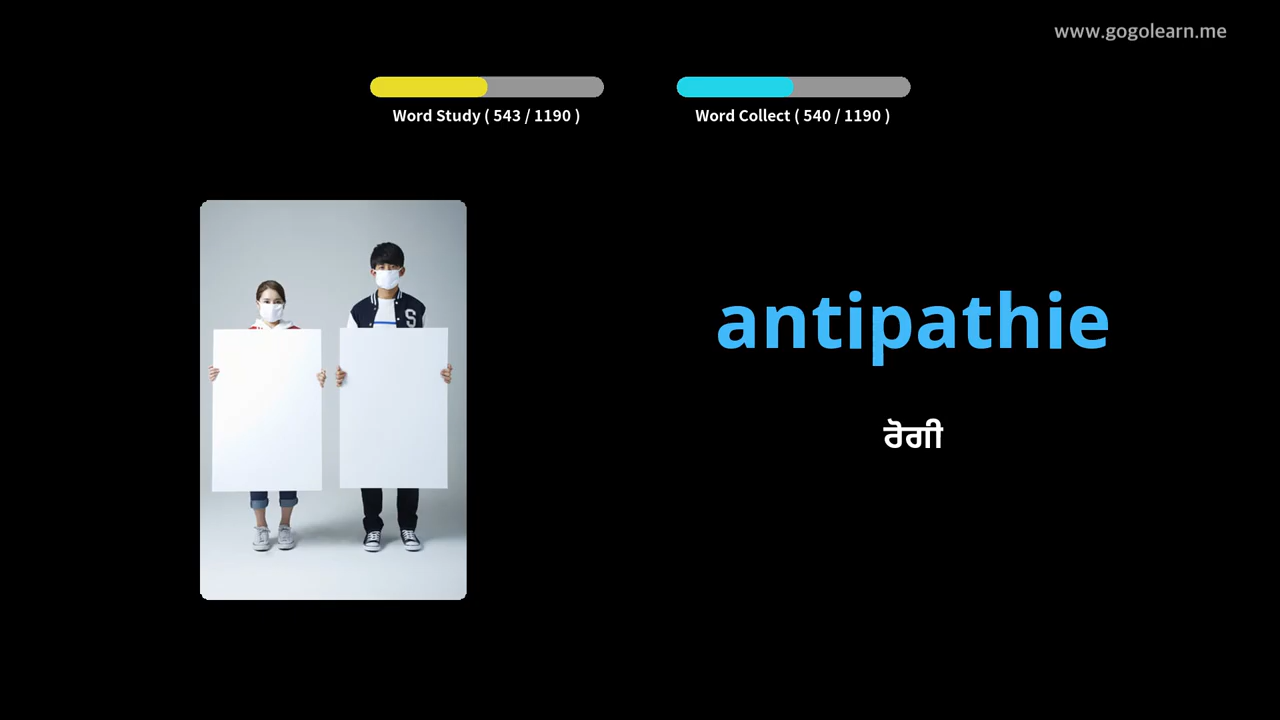 www.gogolearn.me
Word Study ( 543 / 1190 )
Word Collect ( 540 / 1190 )
S
antipathie
ਰੋਗੀ